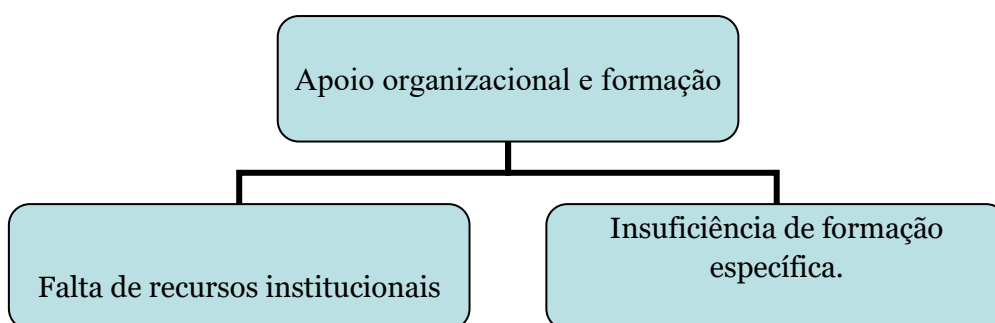 Apoio organizacional e formação
Falta de recursos institucionais
Insuficiência de formação
específica.